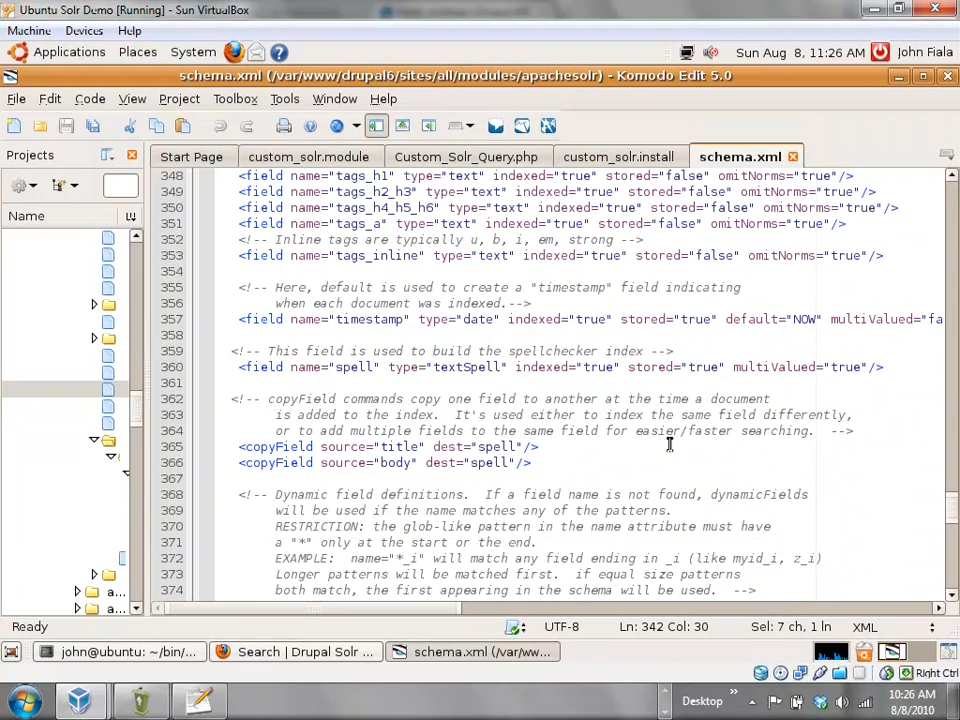 Ubuntu Solr Demo [Running] - Sun VirtualBox
Machine Devices Help
Applications Places System Sun Aug 8, 11:26 AM John Fiala
schema.xml (/var/www/drupal6/sites/all/modules/apachesolr) - Komodo Edit 5.0
File Edit Code View Project Toolbox Tools Window Help
Projects Start Page custom_solr.module Custom_Solr_Query.php custom_solr.install schema.xml
Name
348 <field name="tags_h1" type="text" indexed="true" stored="false" omitNorms="true"/>
349 <field name="tags_h2_h3" type="text" indexed="true" stored="false" omitNorms="true"/>
350 <field name="tags_h4_h5_h6" type="text" indexed="true" stored="false" omitNorms="true"/>
351 <field name="tags_a" type="text" indexed="true" stored="false" omitNorms="true"/>
352 <!-- Inline tags are typically u, b, i, em, strong -->
353 <field name="tags_inline" type="text" indexed="true" stored="false" omitNorms="true"/>
354
355 <!-- Here, default is used to create a "timestamp" field indicating
356 when each document was indexed.-->
357 <field name="timestamp" type="date" indexed="true" stored="true" default="NOW" multiValued="fa
358
359 <!-- This field is used to build the spellchecker index -->
360 <field name="spell" type="textSpell" indexed="true" stored="true" multiValued="true"/>
361
362 <!-- copyField commands copy one field to another at the time a document
363 is added to the index. It's used either to index the same field differently,
364 or to add multiple fields to the same field for easier/faster searching. -->
365 <copyField source="title" dest="spell"/>
366 <copyField source="body" dest="spell"/>
367
368 <!-- Dynamic field definitions. If a field name is not found, dynamicFields
369 will be used if the name matches any of the patterns.
370 RESTRICTION: the glob-like pattern in the name attribute must have
371 a "*" only at the start or the end.
372 EXAMPLE: name="*_i" will match any field ending in _i (like myid_i, z_i)
373 Longer patterns will be matched first. if equal size patterns
374 both match, the first appearing in the schema will be used. -->
a...
a...
Ready UTF-8 Ln: 342 Col: 30 Sel: 7 ch, 1 ln XML
john@ubuntu: ~/bin/... Search | Drupal Solr ... schema.xml (/var/ww...
Right Ctrl
Desktop » 10:26 AM
8/8/2010